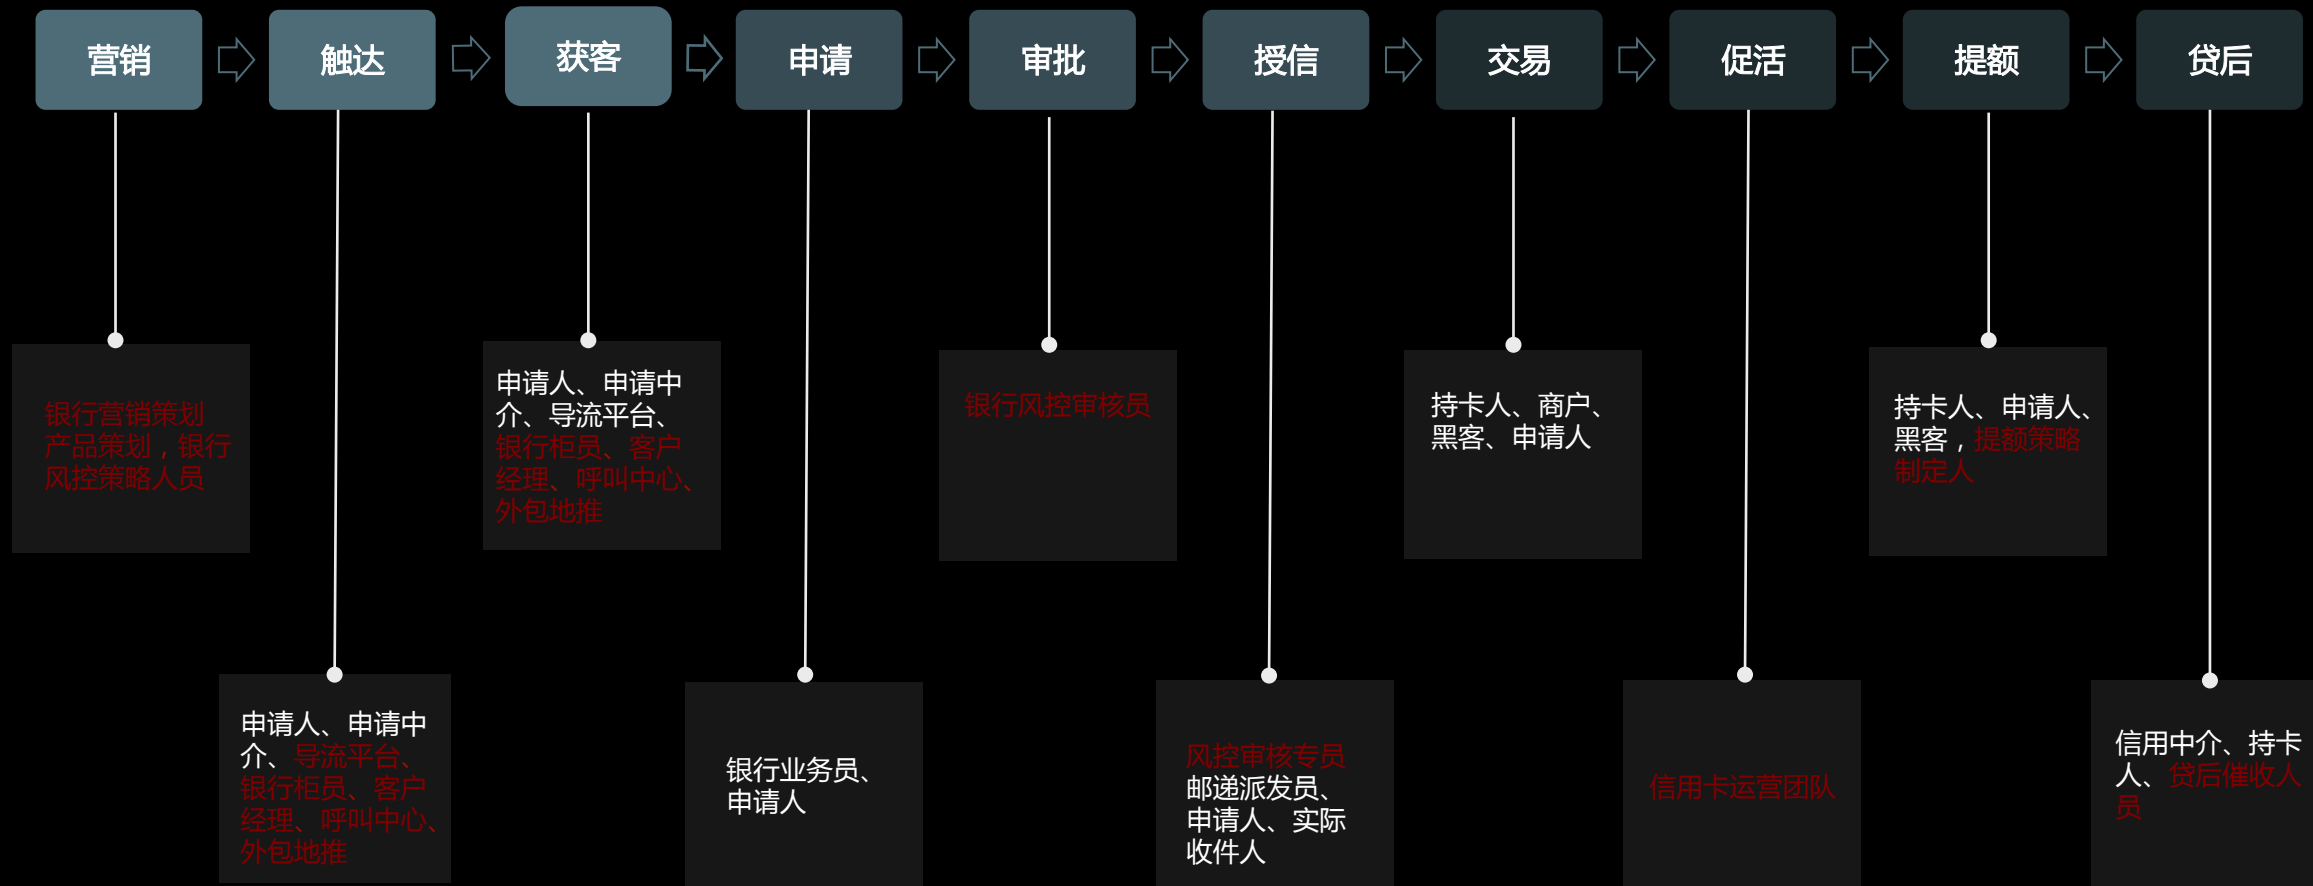 营销
触达
获客
申请
审批
授信
交易
促活
提额
贷后
银行营销策划
产品策划，银行
风控策略人员
申请人、申请中
介、导流平台、
银行柜员、客户
经理、呼叫中心、
外包地推
申请人、申请中
介、导流平台、
银行柜员、客户
经理、呼叫中心、
外包地推
银行业务员、
申请人
银行风控审核员
风控审核专员
邮递派发员、
申请人、实际
收件人
持卡人、商户、
黑客、申请人
信用卡运营团队
持卡人、申请人、
黑客，提额策略
制定人
信用中介、持卡
人、贷后催收人
员